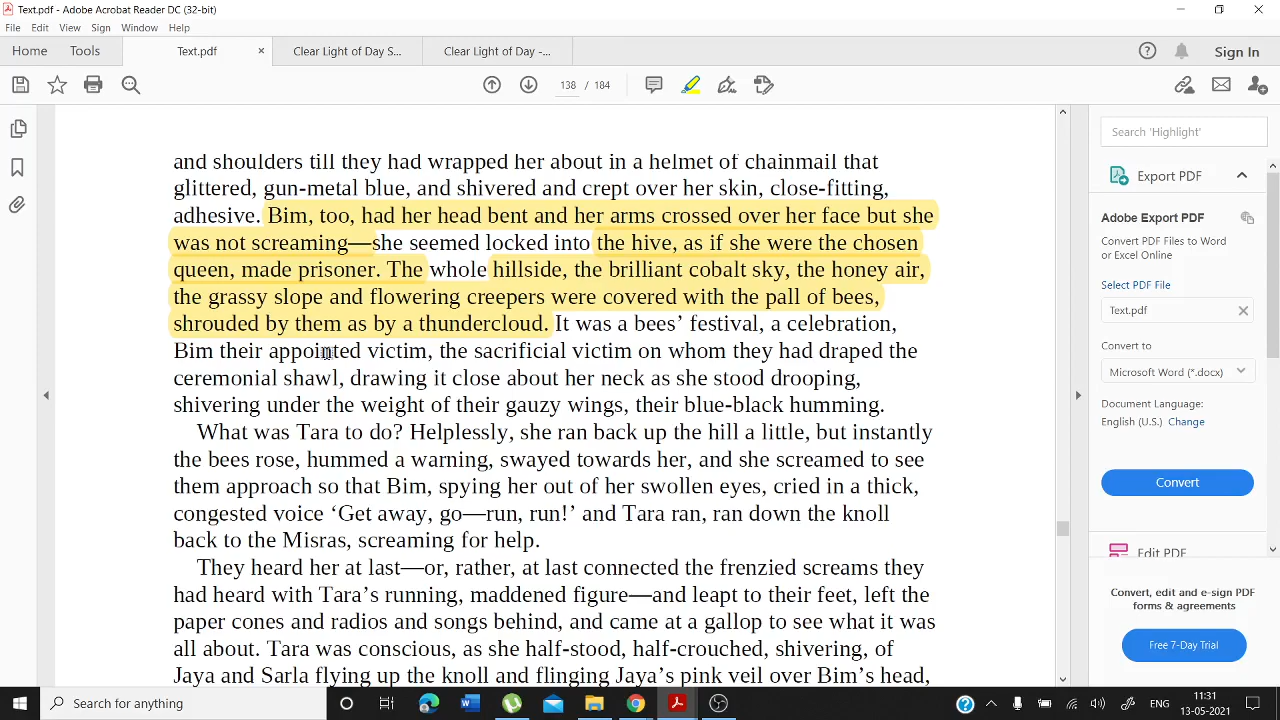 Text.pdf - Adobe Acrobat Reader DC (32-bit)
File Edit View Sign Window Help
Home Tools Text.pdf × Clear Light of Day S... Clear Light of Day -... Sign In
138 / 184
and shoulders till they had wrapped her about in a helmet of chainmail that
glittered, gun-metal blue, and shivered and crept over her skin, close-fitting,
adhesive. Bim, too, had her head bent and her arms crossed over her face but she
was not screaming—she seemed locked into the hive, as if she were the chosen
queen, made prisoner. The whole hillside, the brilliant cobalt sky, the honey air,
the grassy slope and flowering creepers were covered with the pall of bees,
shrouded by them as by a thundercloud. It was a bees’ festival, a celebration,
Bim their appointed victim, the sacrificial victim on whom they had draped the
ceremonial shawl, drawing it close about her neck as she stood drooping,
shivering under the weight of their gauzy wings, their blue-black humming.
What was Tara to do? Helplessly, she ran back up the hill a little, but instantly
the bees rose, hummed a warning, swayed towards her, and she screamed to see
them approach so that Bim, spying her out of her swollen eyes, cried in a thick,
congested voice ‘Get away, go—run, run!’ and Tara ran, ran down the knoll
back to the Misras, screaming for help.
They heard her at last—or, rather, at last connected the frenzied screams they
had heard with Tara’s running, maddened figure—and leapt to their feet, left the
paper cones and radios and songs behind, and came at a gallop to see what it was
all about. Tara was conscious, as she half-stood, half-crouched, shivering, of
Jaya and Sarla flying up the knoll and flinging Jaya’s pink veil over Bim’s head,
Search 'Highlight'
Export PDF
Adobe Export PDF
Convert PDF Files to Word
or Excel Online
Select PDF File
Text.pdf
Convert to
Microsoft Word (*.docx)
Document Language:
English (U.S.) Change
Convert
Edit PDF
Convert, edit and e-sign PDF
forms & agreements
Free 7-Day Trial
Search for anything
ENG
11:31
13-05-2021